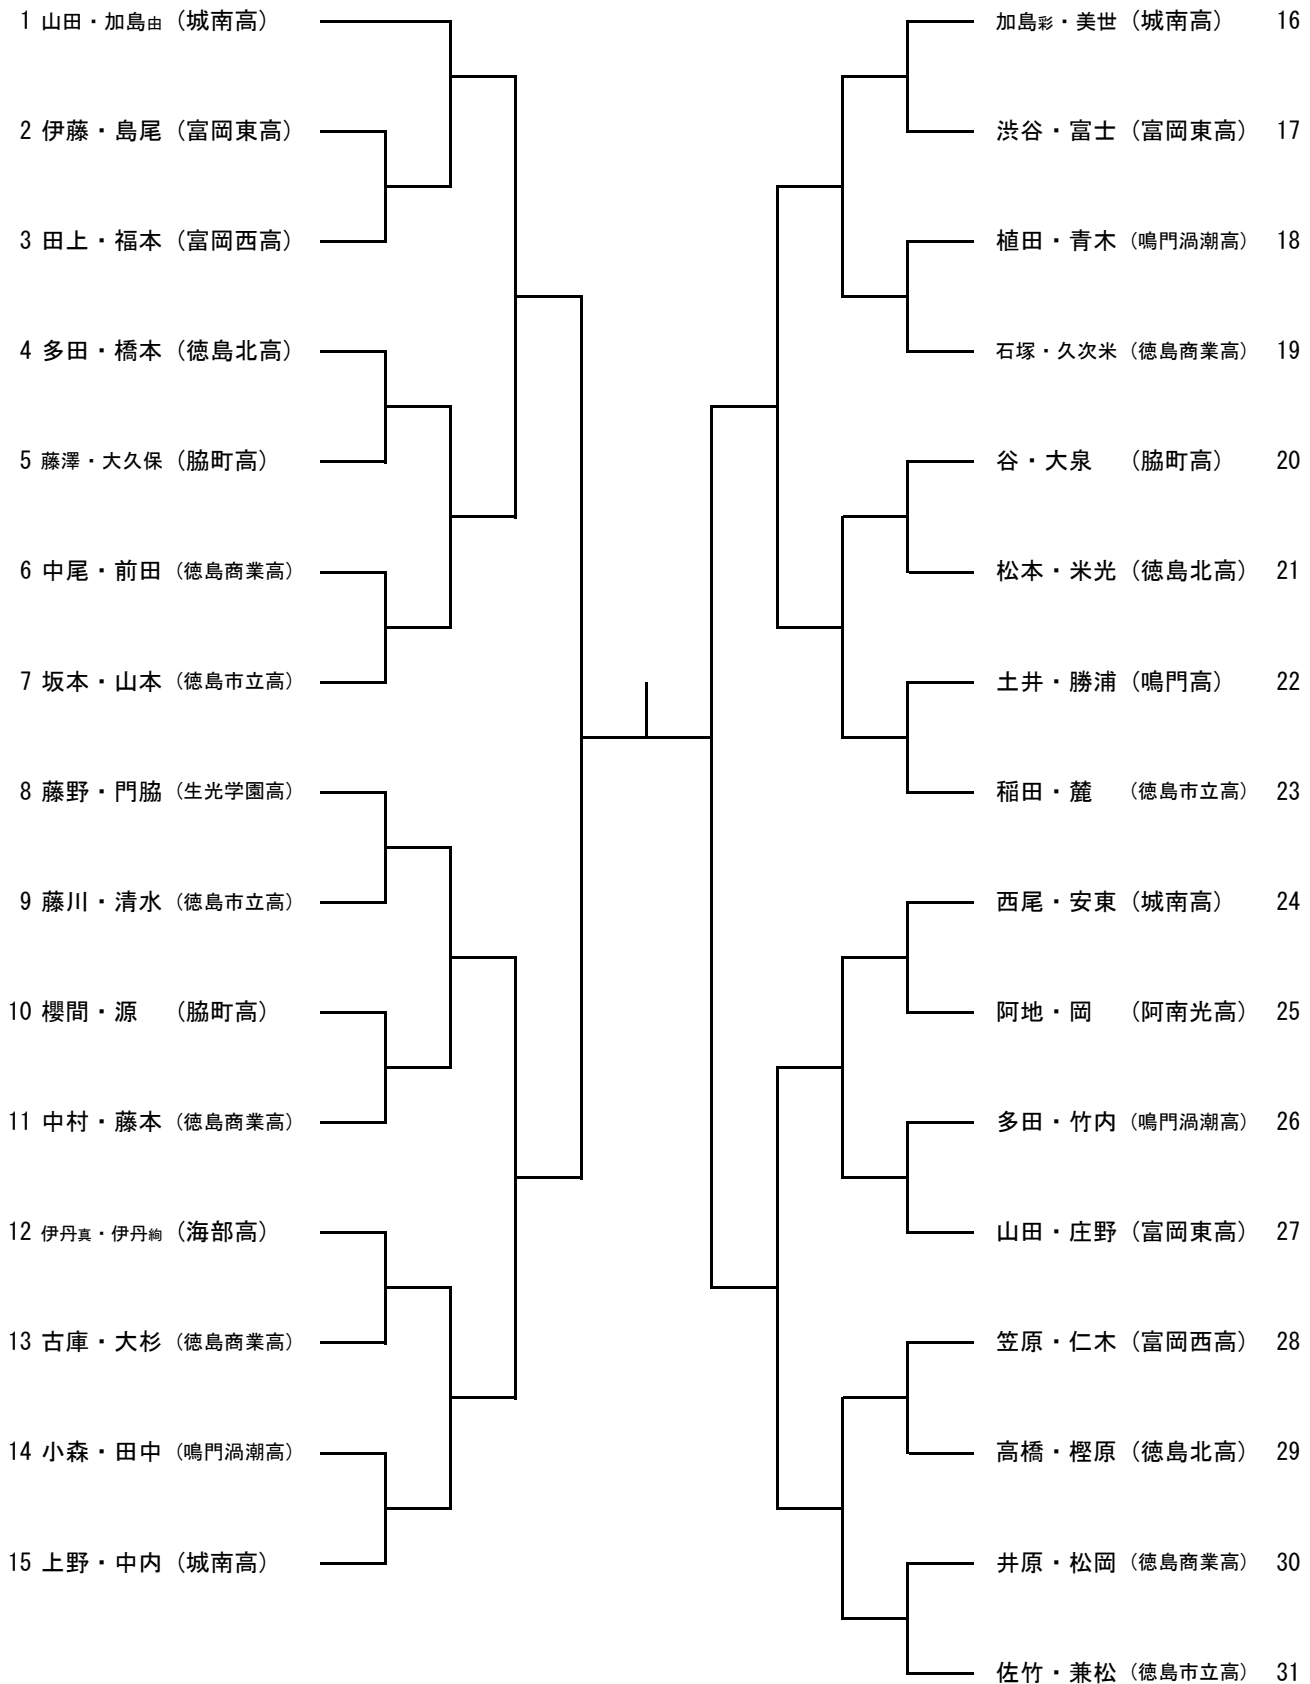 1 山田・加島由（城南高）
2 伊藤・島尾（富岡東高）
3 田上・福本（富岡西高）
4 多田・橋本（徳島北高）
5 藤澤・大久保（脇町高）
6 中尾・前田（徳島商業高）
7 坂本・山本（徳島市立高）
8 藤野・門脇（生光学園高）
9 藤川・清水（徳島市立高）
10 櫻間・源　（脇町高）
11 中村・藤本（徳島商業高）
12 伊丹真・伊丹絢（海部高）
13 古庫・大杉（徳島商業高）
14 小森・田中（鳴門渦潮高）
15 上野・中内（城南高）
加島彩・美世（城南高） 16
渋谷・富士（富岡東高） 17
植田・青木（鳴門渦潮高） 18
石塚・久次米（徳島商業高） 19
谷・大泉　（脇町高） 20
松本・米光（徳島北高） 21
土井・勝浦（鳴門高） 22
稲田・麓　（徳島市立高） 23
西尾・安東（城南高） 24
阿地・岡　（阿南光高） 25
多田・竹内（鳴門渦潮高） 26
山田・庄野（富岡東高） 27
笠原・仁木（富岡西高） 28
高橋・樫原（徳島北高） 29
井原・松岡（徳島商業高） 30
佐竹・兼松（徳島市立高） 31